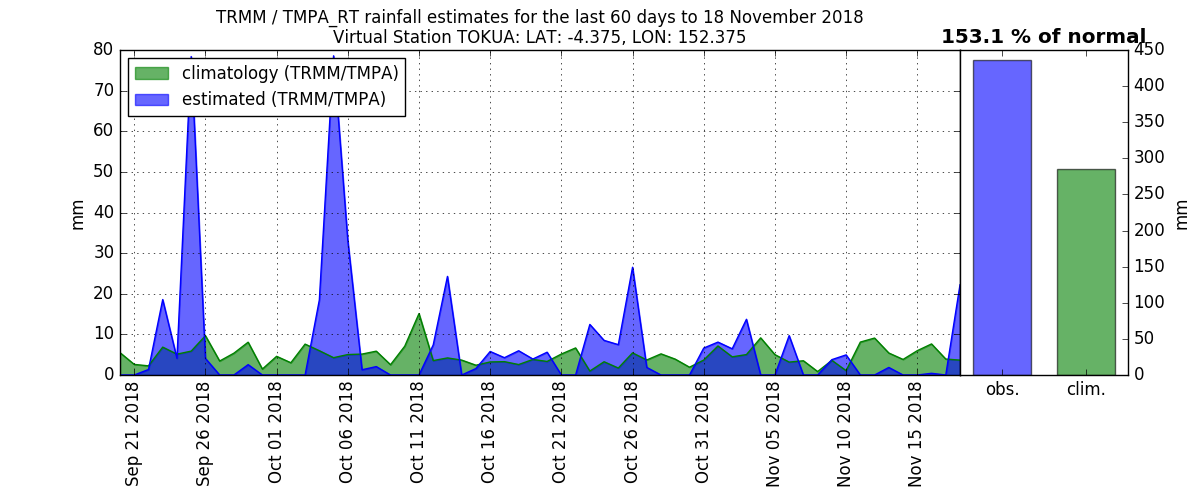 TRMM / TMPA_RT rainfall estimates for the last 60 days to 18 November 2018
Virtual Station TOKUA: LAT: -4.375, LON: 152.375
153.1 % of normal
climatology (TRMM/TMPA)
estimated (TRMM/TMPA)
mm
80
70
60
50
40
30
20
10
0
Sep 21 2018
Sep 26 2018
Oct 01 2018
Oct 06 2018
Oct 11 2018
Oct 16 2018
Oct 21 2018
Oct 26 2018
Oct 31 2018
Nov 05 2018
Nov 10 2018
Nov 15 2018
450
400
350
300
250
200
150
100
50
0
mm
obs.
clim.